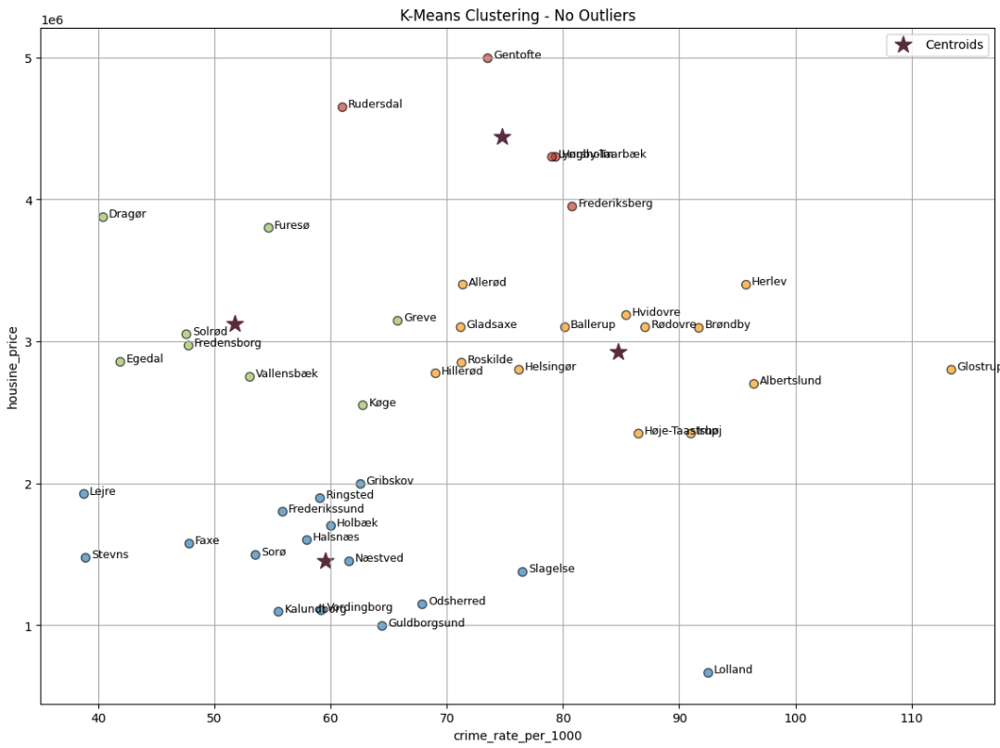 K-Means Clustering - No Outliers
1e6
Centroids
Gentofte
Rudersdal
Frederiksberg
Dragør
Furesø
Allerød
Herlev
Hvidovre
Greve
Gladsaxe
Ballerup
Rødovre
Brøndby
Solrød
Fredensborg
Egedal
Roskilde
Hillerød
Helsingør
Glostrup
Vallensbæk
Albertslund
Køge
Høje-Taastrup
Ishøj
Gribskov
Lejre
Ringsted
Frederikssund
Holbæk
Halsnæs
Faxe
Sorø
Stevns
Næstved
Slagelse
Odsherred
Vordingborg
Kalundborg
Guldborgsund
Lolland
5
4
3
2
1
housine_price
40 50 60 70 80 90 100 110
crime_rate_per_1000